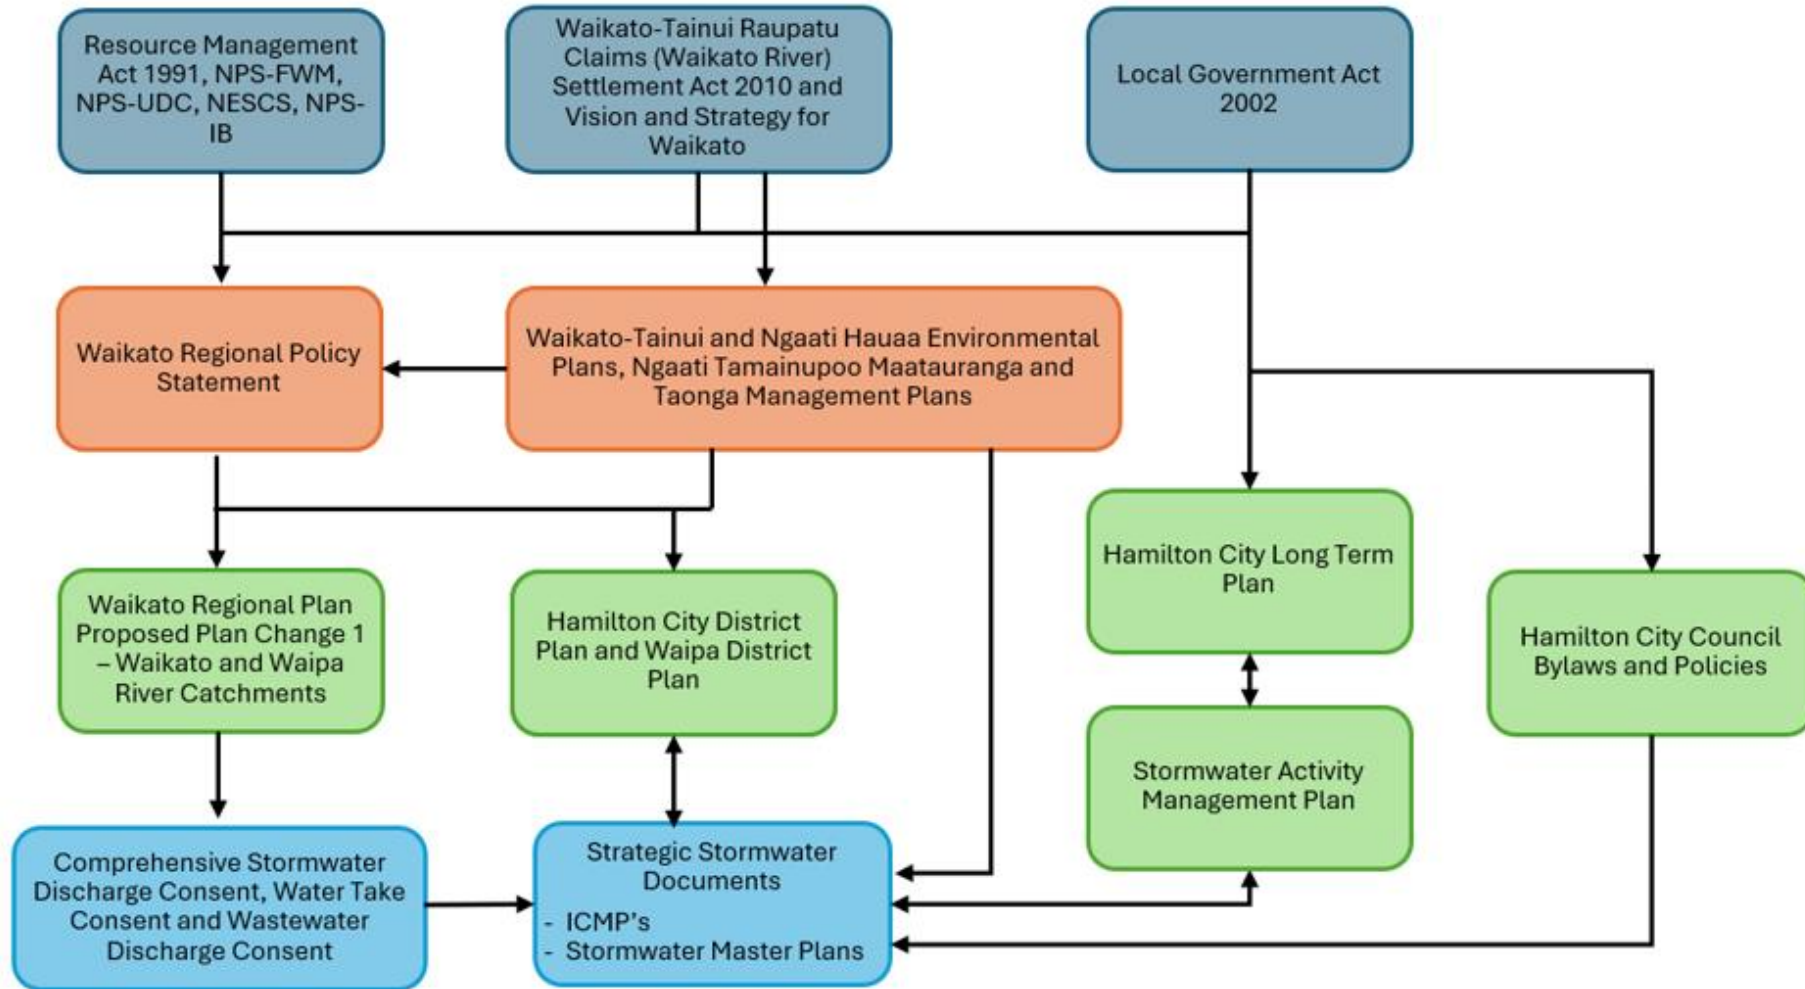 Resource Management
Act 1991, NPS-FWM,
NPS-UDC, NESCS, NPS-
IB
Waikato-Tainui Raupatu
Claims (Waikato River)
Settlement Act 2010 and
Vision and Strategy for
Waikato
Local Government Act
2002
Waikato Regional Policy
Statement
Waikato-Tainui and Ngaati Hauaa Environmental
Plans, Ngaati Tamainupoo Maatauranga and
Taonga Management Plans
Waikato Regional Plan
Proposed Plan Change 1
– Waikato and Waipa
River Catchments
Hamilton City District
Plan and Waipa District
Plan
Hamilton City Long Term
Plan
Hamilton City Council
Bylaws and Policies
Stormwater Activity
Management Plan
Comprehensive Stormwater
Discharge Consent, Water Take
Consent and Wastewater
Discharge Consent
Strategic Stormwater
Documents
- ICMP’s
- Stormwater Master Plans